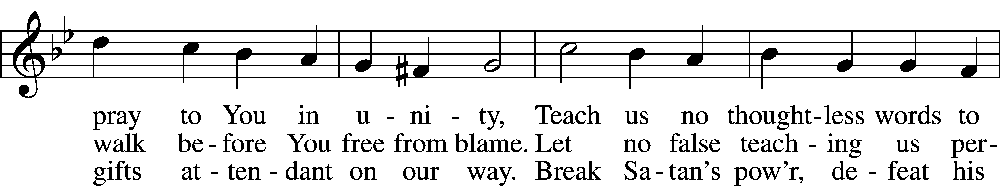 pray to You in u - ni - ty, Teach us no thought-less words to
walk be - fore You free from blame. Let no false teach - ing us per-
gifts at - ten - dant on our way. Break Sa - tan's pow'r, de - feat his